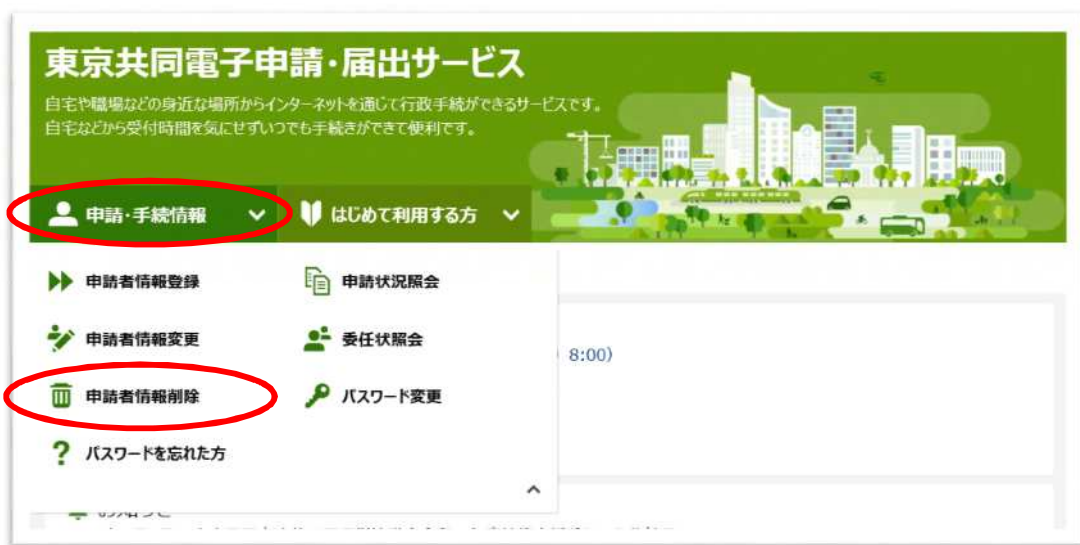 東京共同電子申請・届出サービス
自宅や職場などの身近な場所からインターネットを通じて行政手続ができるサービスです。
自宅などから受付時間を気にせずいつでも手続きができて便利です。
申請・手続情報
はじめて利用する方
申請者情報登録
申請状況照会
申請者情報変更
委任状照会
8:00)
申請者情報削除
パスワード変更
? パスワードを忘れた方